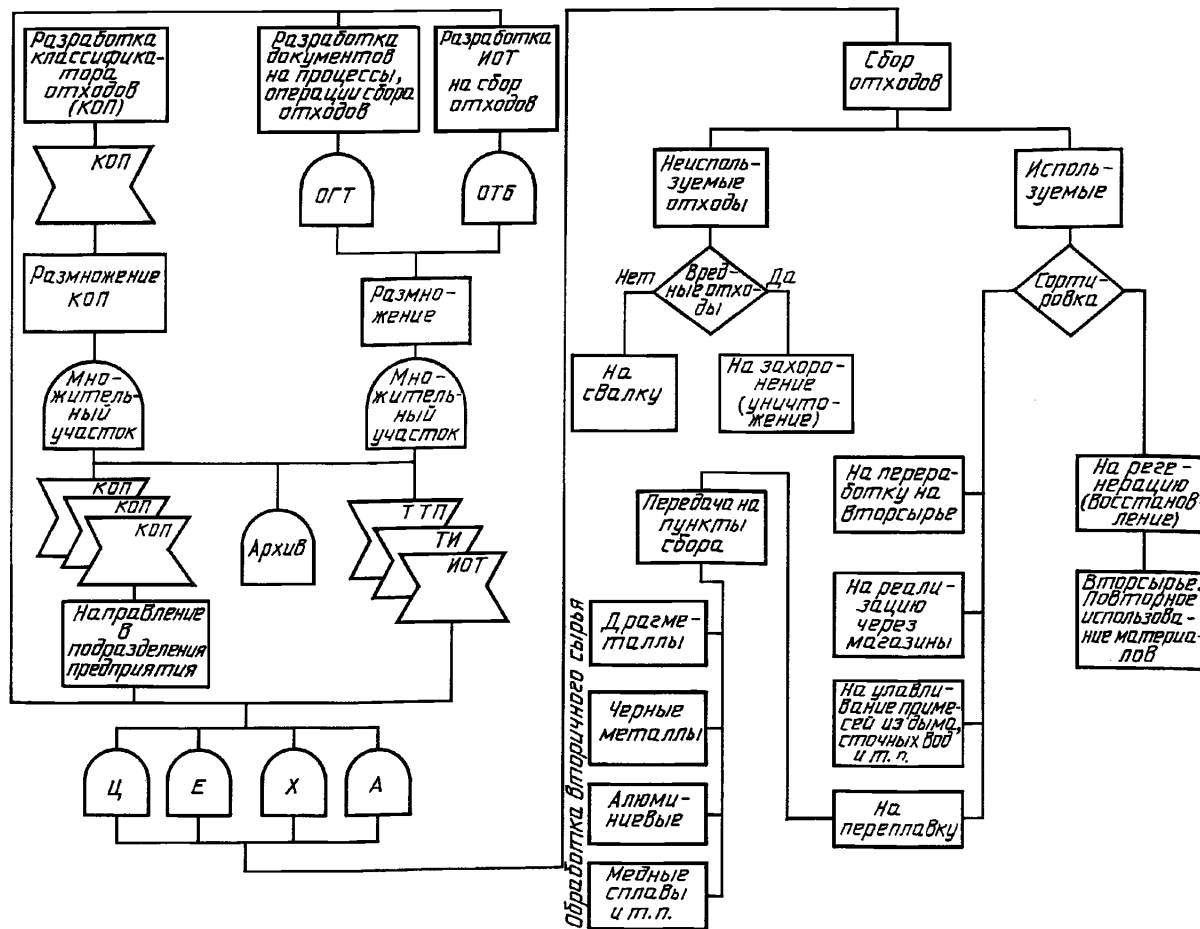 Разработка
классифика-
тора
отходов
(КОП)
КОП
Размножение
КОП
Мно-
житель-
ный
участок
КОП
КОП
КОП
Направление
в
подразделения
предприятия
Разработка
документов
на процессы,
операции сбора
отходов
ОГТ
Разработка
ИОТ
на сбор
отходов
ОТБ
Размно-
жение
Мно-
житель-
ный
участок
Архив
ТТП
ТИ
ИОТ
Ц
Е
Х
А
Сбор
отходов
Неисполь-
зуемые
отходы
Исполь-
зуемые
Нет
Вред-
ные отхо-
ды
Да
Сорти-
ровка
На
свалку
На захоро-
нение
(уничто-
жение)
Передача на
пункты
сбора
На перера-
ботку на
вторсырье
На реге-
нерацию
(Восстанов-
ление)
На реали-
зацию
через
магазины
Вторсырье.
Повторное
использова-
ние материа-
лов
На улавли-
вание приме-
сей из дыма,
сточных вод
и т.п.
На
переплавку
Обработка вторичного сырья
Драгме-
таллы
Черные
металлы
Алюми-
ниевые
Медные
сплавы
и т.п.